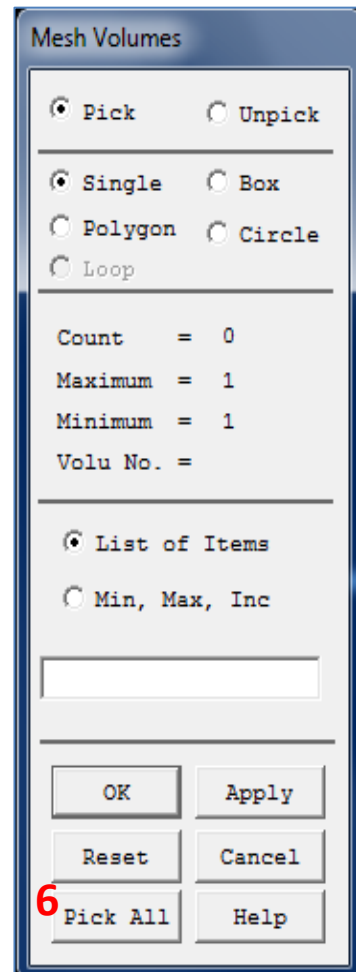 Mesh Volumes
Pick Unpick
Single Box
Polygon Circle
Loop
Count = 0
Maximum = 1
Minimum = 1
Volu No. =
List of Items
Min, Max, Inc
OK Apply
Reset Cancel
6 Pick All Help